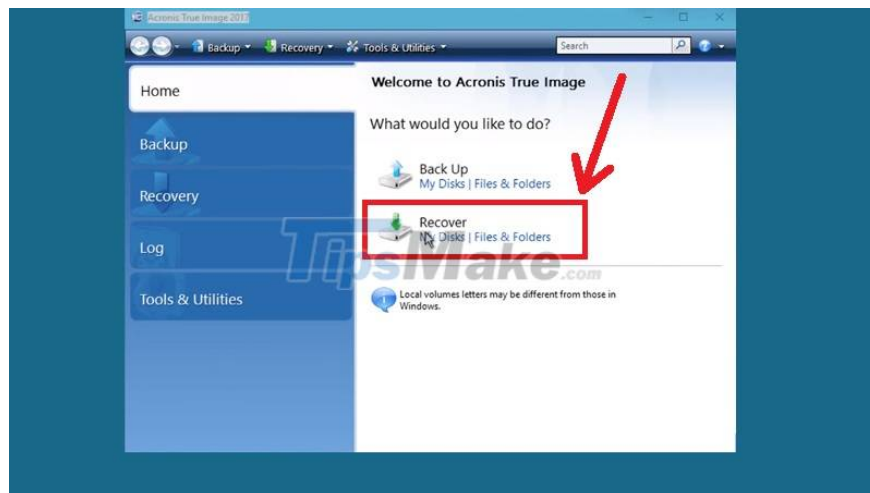 Acronis True Image 2017
Backup Recovery Tools & Utilities Search
Home
Backup
Recovery
Log
Tools & Utilities
Welcome to Acronis True Image
What would you like to do?
Back Up
My Disks | Files & Folders
Recover
My Disks | Files & Folders
TipsMake.com
Local volumes letters may be different from those in
Windows.